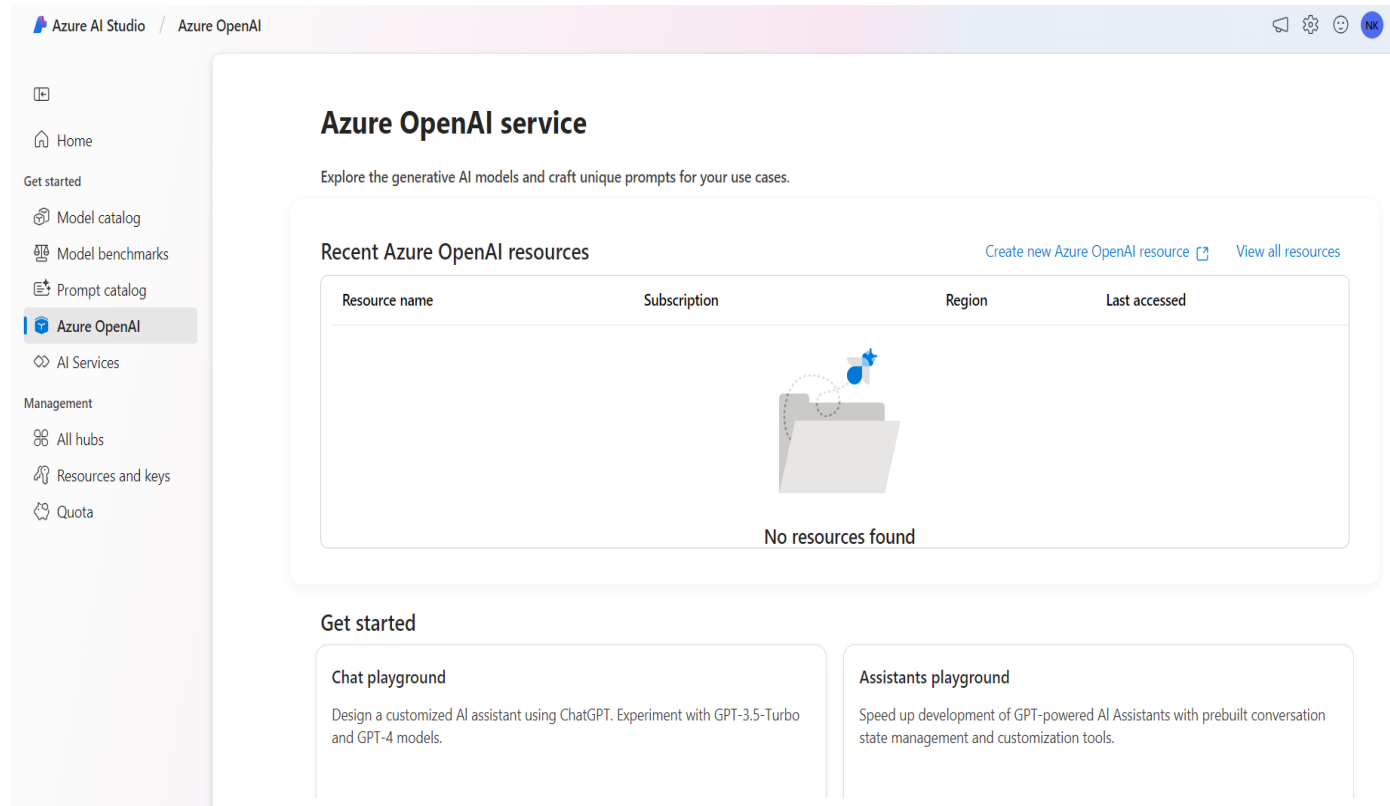 Azure AI Studio / Azure OpenAI
NK
Home
Get started
Model catalog
Model benchmarks
Prompt catalog
Azure OpenAI
AI Services
Management
All hubs
Resources and keys
Quota
Azure OpenAI service
Explore the generative AI models and craft unique prompts for your use cases.
Recent Azure OpenAI resources
Create new Azure OpenAI resource
View all resources
Resource name Subscription Region Last accessed
No resources found
Get started
Chat playground
Design a customized AI assistant using ChatGPT. Experiment with GPT-3.5-Turbo
and GPT-4 models.
Assistants playground
Speed up development of GPT-powered AI Assistants with prebuilt conversation
state management and customization tools.